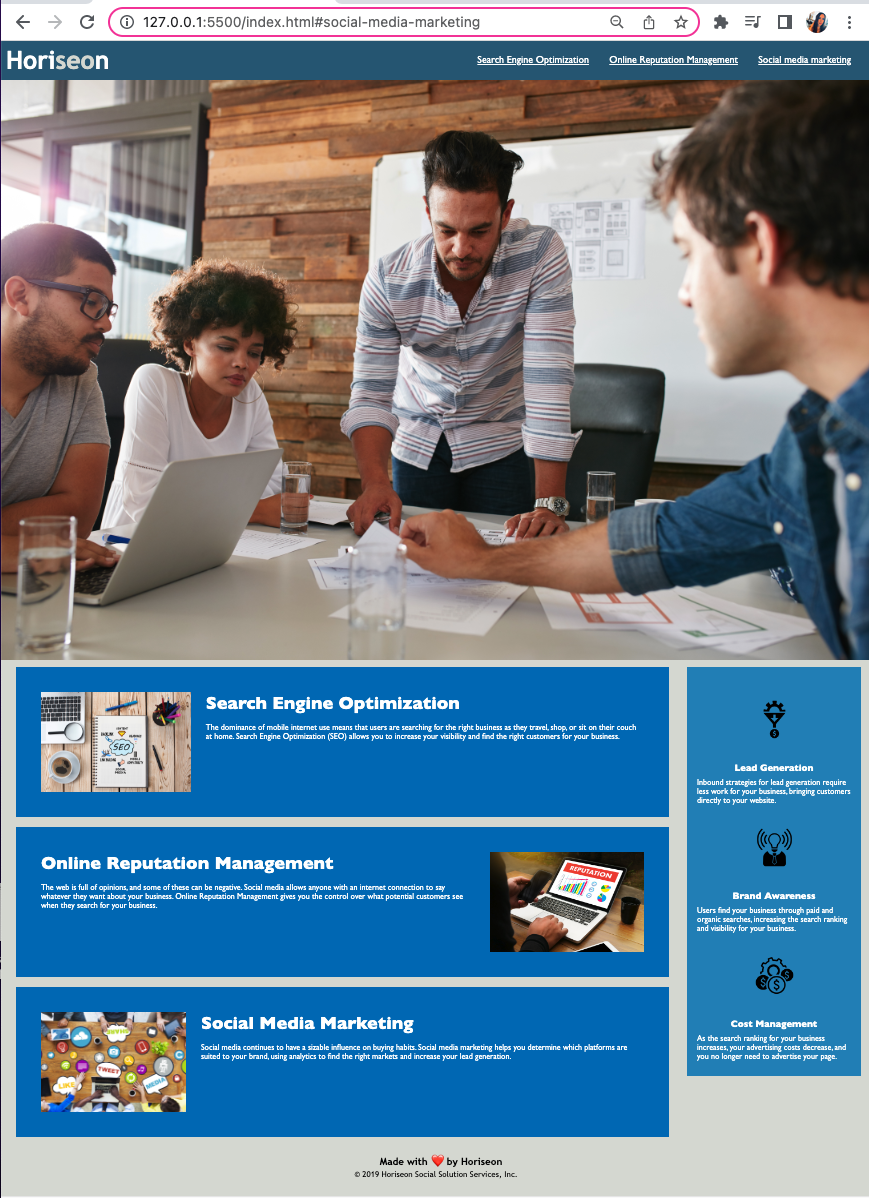 127.0.0.1:5500/index.html#social-media-marketing
Horiseon
Search Engine Optimization Online Reputation Management Social media marketing
Search Engine Optimization
The dominance of mobile internet use means that users are searching for the right business as they travel, shop, or sit on their couch
at home. Search Engine Optimization (SEO) allows you to increase your visibility and find the right customers for your business.
SEO
Online Reputation Management
The web is full of opinions, and some of these can be negative. Social media allows anyone with an internet connection to say
whatever they want about your business. Online Reputation Management gives you the control over what potential customers see
when they search for your business.
REPUTATION
Social Media Marketing
Social media continues to have a sizable influence on buying habits. Social media marketing helps you determine which platforms are
suited to your brand, using analytics to find the right markets and increase your lead generation.
TWEET
LIKE
MEDIA
Lead Generation
Inbound strategies for lead generation require
less work for your business, bringing customers
directly to your website.
Brand Awareness
Users find your business through paid and
organic searches, increasing the search ranking
and visibility for your business.
Cost Management
As the search ranking for your business
increases, your advertising costs decrease, and
you no longer need to advertise your page.
Made with ❤️ by Horiseon
© 2019 Horiseon Social Solution Services, Inc.